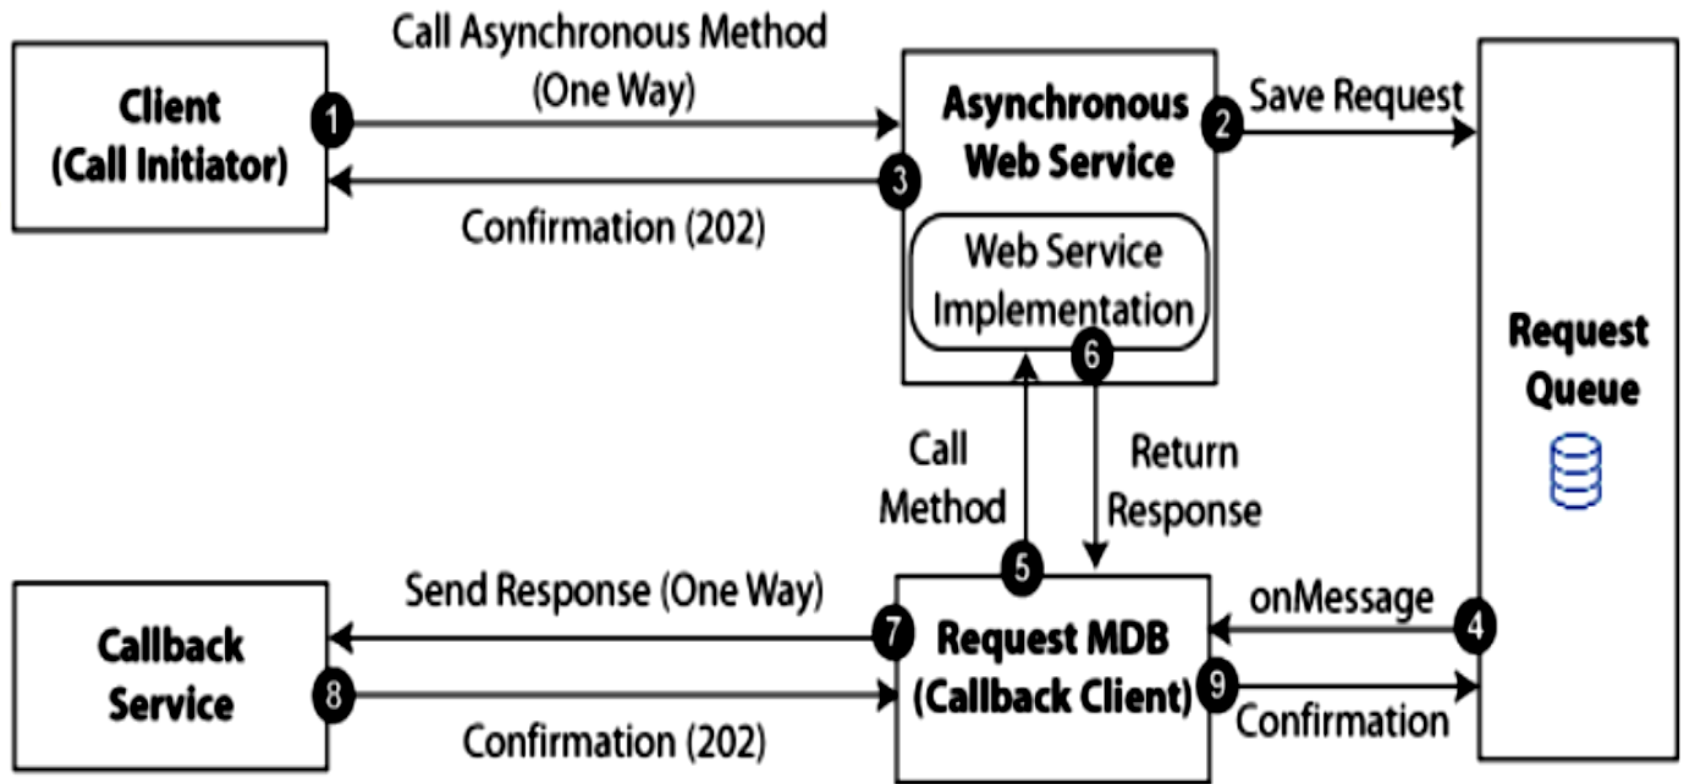 Call Asynchronous Method
(One Way)
Client
(Call Initiator)
1
3
Confirmation (202)
Asynchronous
Web Service
2
Save Request
Web Service
Implementation
6
Request
Queue
Call
Method
Return
Response
5
Send Response (One Way)
7
Callback
Service
8
Confirmation (202)
Request MDB
(Callback Client)
onMessage
4
9
Confirmation